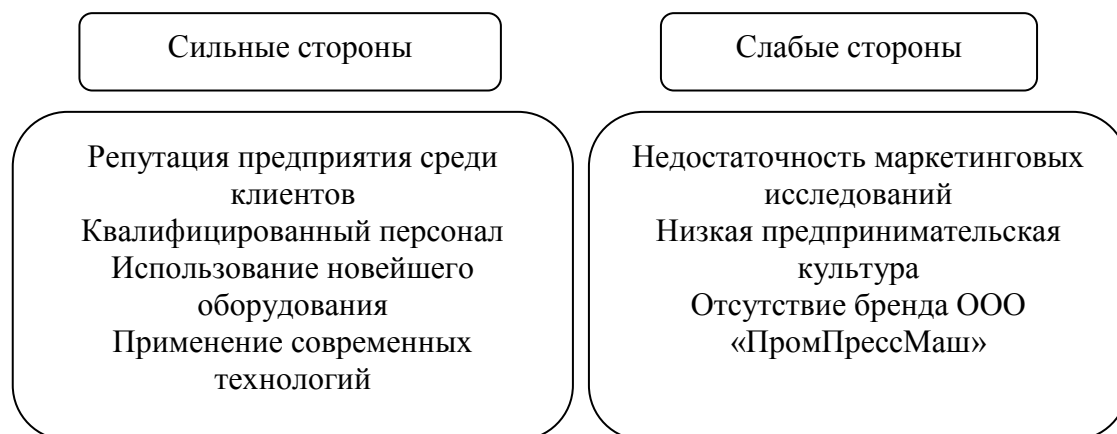 Сильные стороны
Слабые стороны
Репутация предприятия среди
клиентов
Квалифицированный персонал
Использование новейшего
оборудования
Применение современных
технологий
Недостаточность маркетинговых
исследований
Низкая предпринимательская
культура
Отсутствие бренда ООО
«ПромПрессМаш»